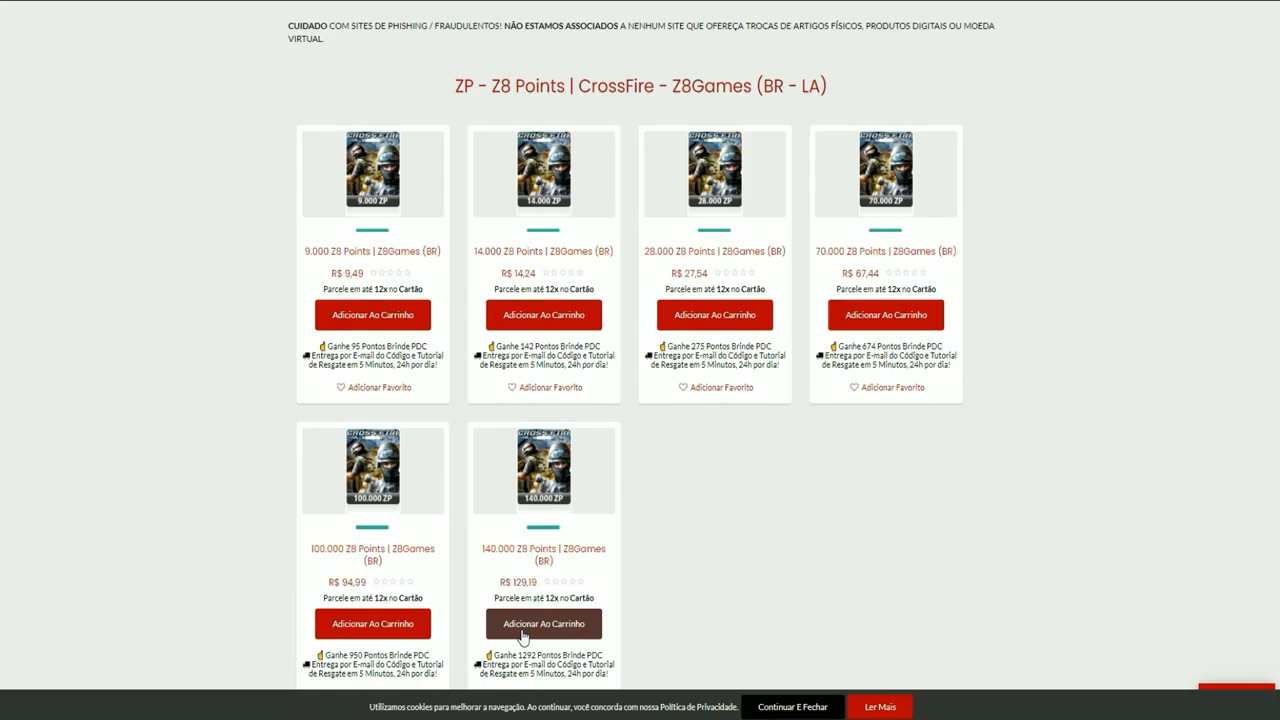 CUIDADO COM SITES DE PHISHING / FRAUDULENTOS! NÃO ESTAMOS ASSOCIADOS A NENHUM SITE QUE OFEREÇA TROCAS DE ARTIGOS FÍSICOS, PRODUTOS DIGITAIS OU MOEDA
VIRTUAL.
ZP - Z8 Points | CrossFire - Z8Games (BR - LA)
CROSSFIRE
9.000 ZP
9.000 Z8 Points | Z8Games (BR)
R$ 9,49
Parcele em até 12x no Cartão
Adicionar Ao Carrinho
Ganhe 95 Pontos Brinde PDC
Entrega por E-mail do Código e Tutorial
de Resgate em 5 Minutos, 24h por dia!
Adicionar Favorito
CROSSFIRE
14.000 ZP
14.000 Z8 Points | Z8Games (BR)
R$ 14,24
Parcele em até 12x no Cartão
Adicionar Ao Carrinho
Ganhe 142 Pontos Brinde PDC
Entrega por E-mail do Código e Tutorial
de Resgate em 5 Minutos, 24h por dia!
Adicionar Favorito
CROSSFIRE
28.000 ZP
28.000 Z8 Points | Z8Games (BR)
R$ 27,54
Parcele em até 12x no Cartão
Adicionar Ao Carrinho
Ganhe 275 Pontos Brinde PDC
Entrega por E-mail do Código e Tutorial
de Resgate em 5 Minutos, 24h por dia!
Adicionar Favorito
CROSSFIRE
70.000 ZP
70.000 Z8 Points | Z8Games (BR)
R$ 67,44
Parcele em até 12x no Cartão
Adicionar Ao Carrinho
Ganhe 674 Pontos Brinde PDC
Entrega por E-mail do Código e Tutorial
de Resgate em 5 Minutos, 24h por dia!
Adicionar Favorito
CROSSFIRE
100.000 ZP
100.000 Z8 Points | Z8Games
(BR)
R$ 94,99
Parcele em até 12x no Cartão
Adicionar Ao Carrinho
Ganhe 950 Pontos Brinde PDC
Entrega por E-mail do Código e Tutorial
de Resgate em 5 Minutos, 24h por dia!
CROSSFIRE
140.000 ZP
140.000 Z8 Points | Z8Games
(BR)
R$ 129,19
Parcele em até 12x no Cartão
Adicionar Ao Carrinho
Ganhe 1292 Pontos Brinde PDC
Entrega por E-mail do Código e Tutorial
de Resgate em 5 Minutos, 24h por dia!
Utilizamos cookies para melhorar a navegação. Ao continuar, você concorda com nossa Política de Privacidade.
Continuar E Fechar
Ler Mais